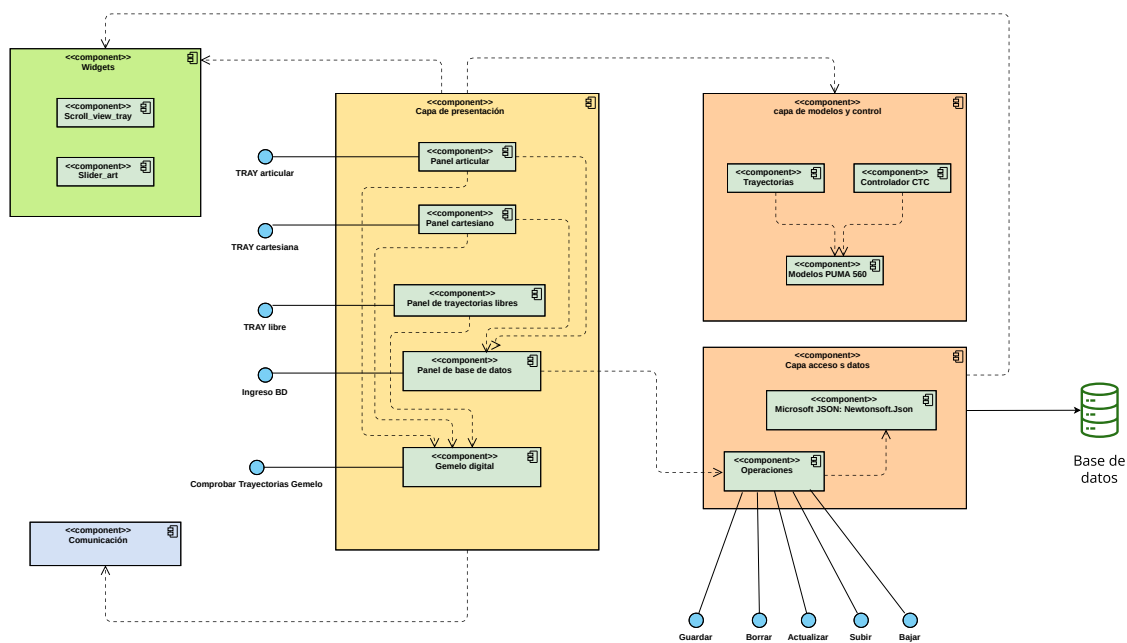 <<component>>
Widgets
<<component>>
Scroll_view_tray
<<component>>
Slider_art
<<component>>
Capa de presentación
<<component>>
Panel articular
TRAY articular
<<component>>
Panel cartesiano
TRAY cartesiana
<<component>>
Panel de trayectorias libres
TRAY libre
<<component>>
Panel de base de datos
Ingreso BD
<<component>>
Gemelo digital
Comprobar Trayectorias Gemelo
<<component>>
Comunicación
<<component>>
capa de modelos y control
<<component>>
Trayectorias
<<component>>
Controlador CTC
<<component>>
Modelos PUMA 560
<<component>>
Capa acceso s datos
<<component>>
Microsoft JSON: Newtonsoft.Json
<<component>>
Operaciones
Base de
datos
Guardar
Borrar
Actualizar
Subir
Bajar